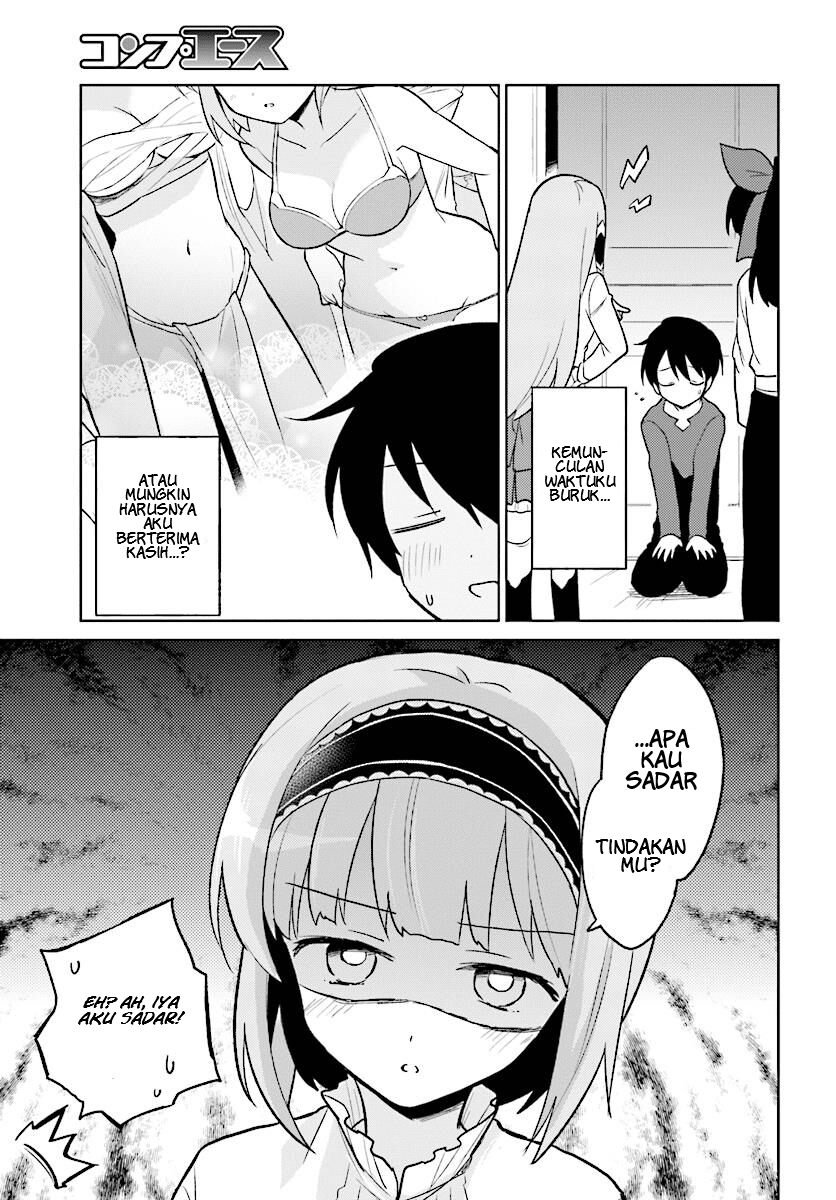 コンプエース
KEMUN-
CULAN
WAKTUKU
BURUK...
ATAU
MUNGKIN
HARUSNYA
AKU
BERTERIMA
KASIH...?
...APA
KAU
SADAR
TINDAKAN
MU?
EH? AH, IYA
AKU SADAR!